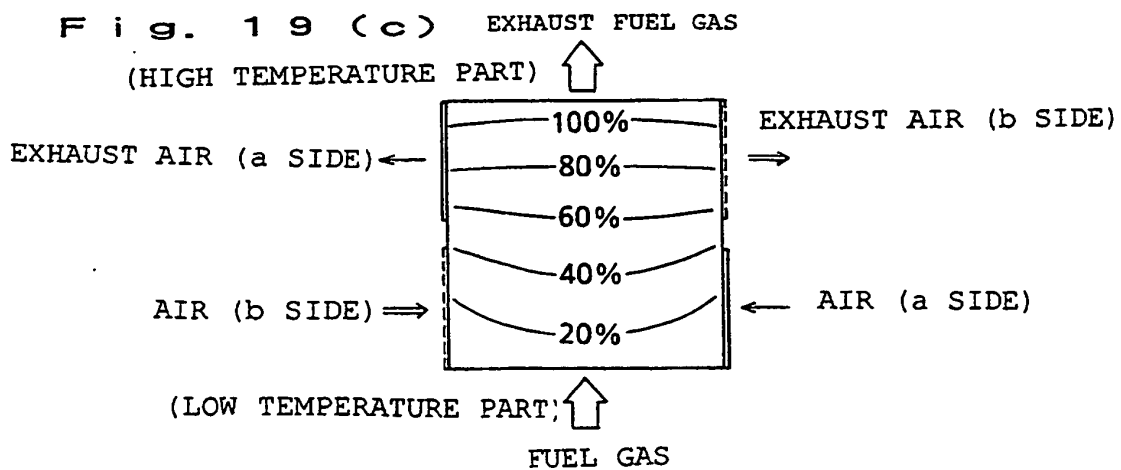 Fig. 19 (c)
EXHAUST FUEL GAS
(HIGH TEMPERATURE PART)
100%
EXHAUST AIR (b SIDE)
EXHAUST AIR (a SIDE)
80%
60%
40%
AIR (b SIDE)
AIR (a SIDE)
20%
(LOW TEMPERATURE PART)
FUEL GAS